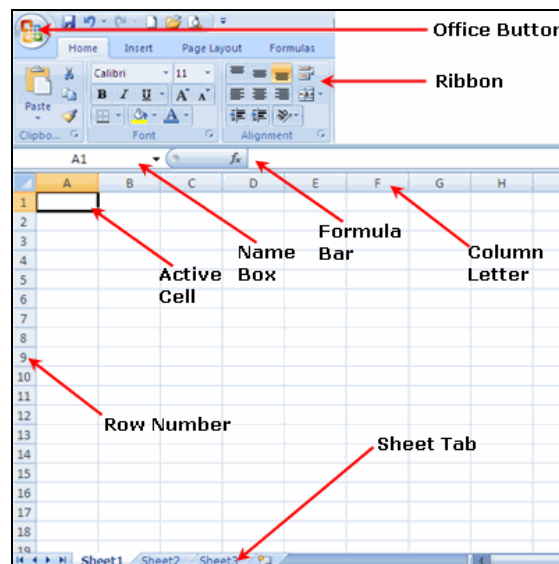 Office Button
Home Insert Page Layout Formulas
Ribbon
Calibri 11
Paste
B I U A A
A
Clipbo... Font Alignment
A1 fx
A B C D E F G H
1
2
3
Formula
Bar
Name
Box
Column
Letter
4
Active
Cell
5
6
7
8
9
10
11
12
Row Number
13
Sheet Tab
14
15
16
17
18
19
Sheet1 Sheet2 Sheet3